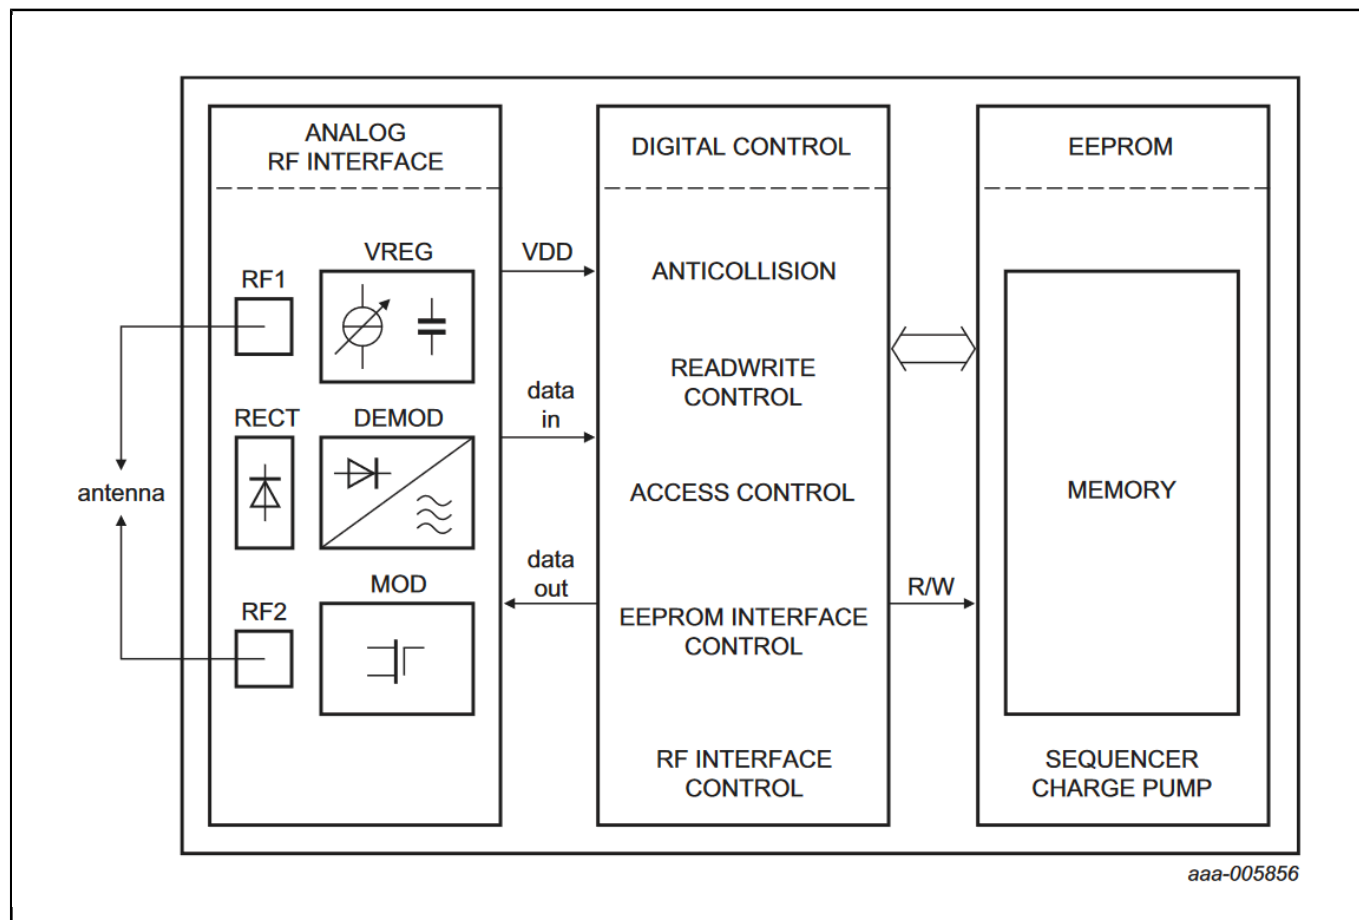 ANALOG
RF INTERFACE
DIGITAL CONTROL
EEPROM
VREG
RF1
VDD
ANTICOLLISION
READWRITE
CONTROL
data
in
RECT
DEMOD
antenna
ACCESS CONTROL
MEMORY
data
out
MOD
RF2
R/W
EEPROM INTERFACE
CONTROL
RF INTERFACE
CONTROL
SEQUENCER
CHARGE PUMP
aaa-005856